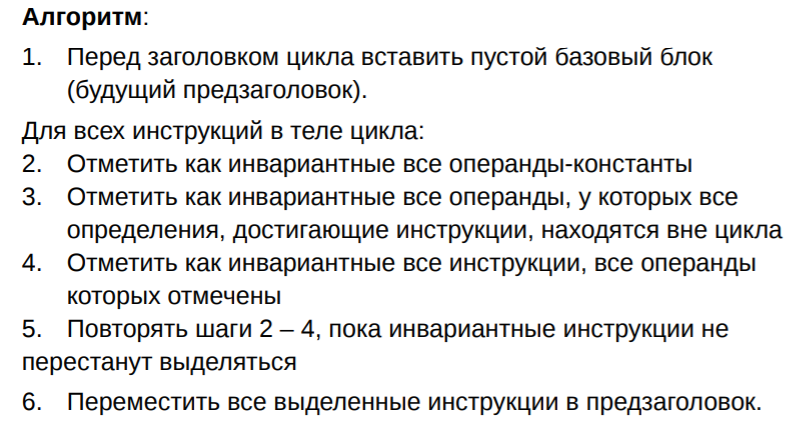 Алгоритм:
1. Перед заголовком цикла вставить пустой базовый блок
(будущий предзаголовок).
Для всех инструкций в теле цикла:
2. Отметить как инвариантные все операнды-константы
3. Отметить как инвариантные все операнды, у которых все
определения, достигающие инструкции, находятся вне цикла
4. Отметить как инвариантные все инструкции, все операнды
которых отмечены
5. Повторять шаги 2 – 4, пока инвариантные инструкции не
перестанут выделяться
6. Переместить все выделенные инструкции в предзаголовок.